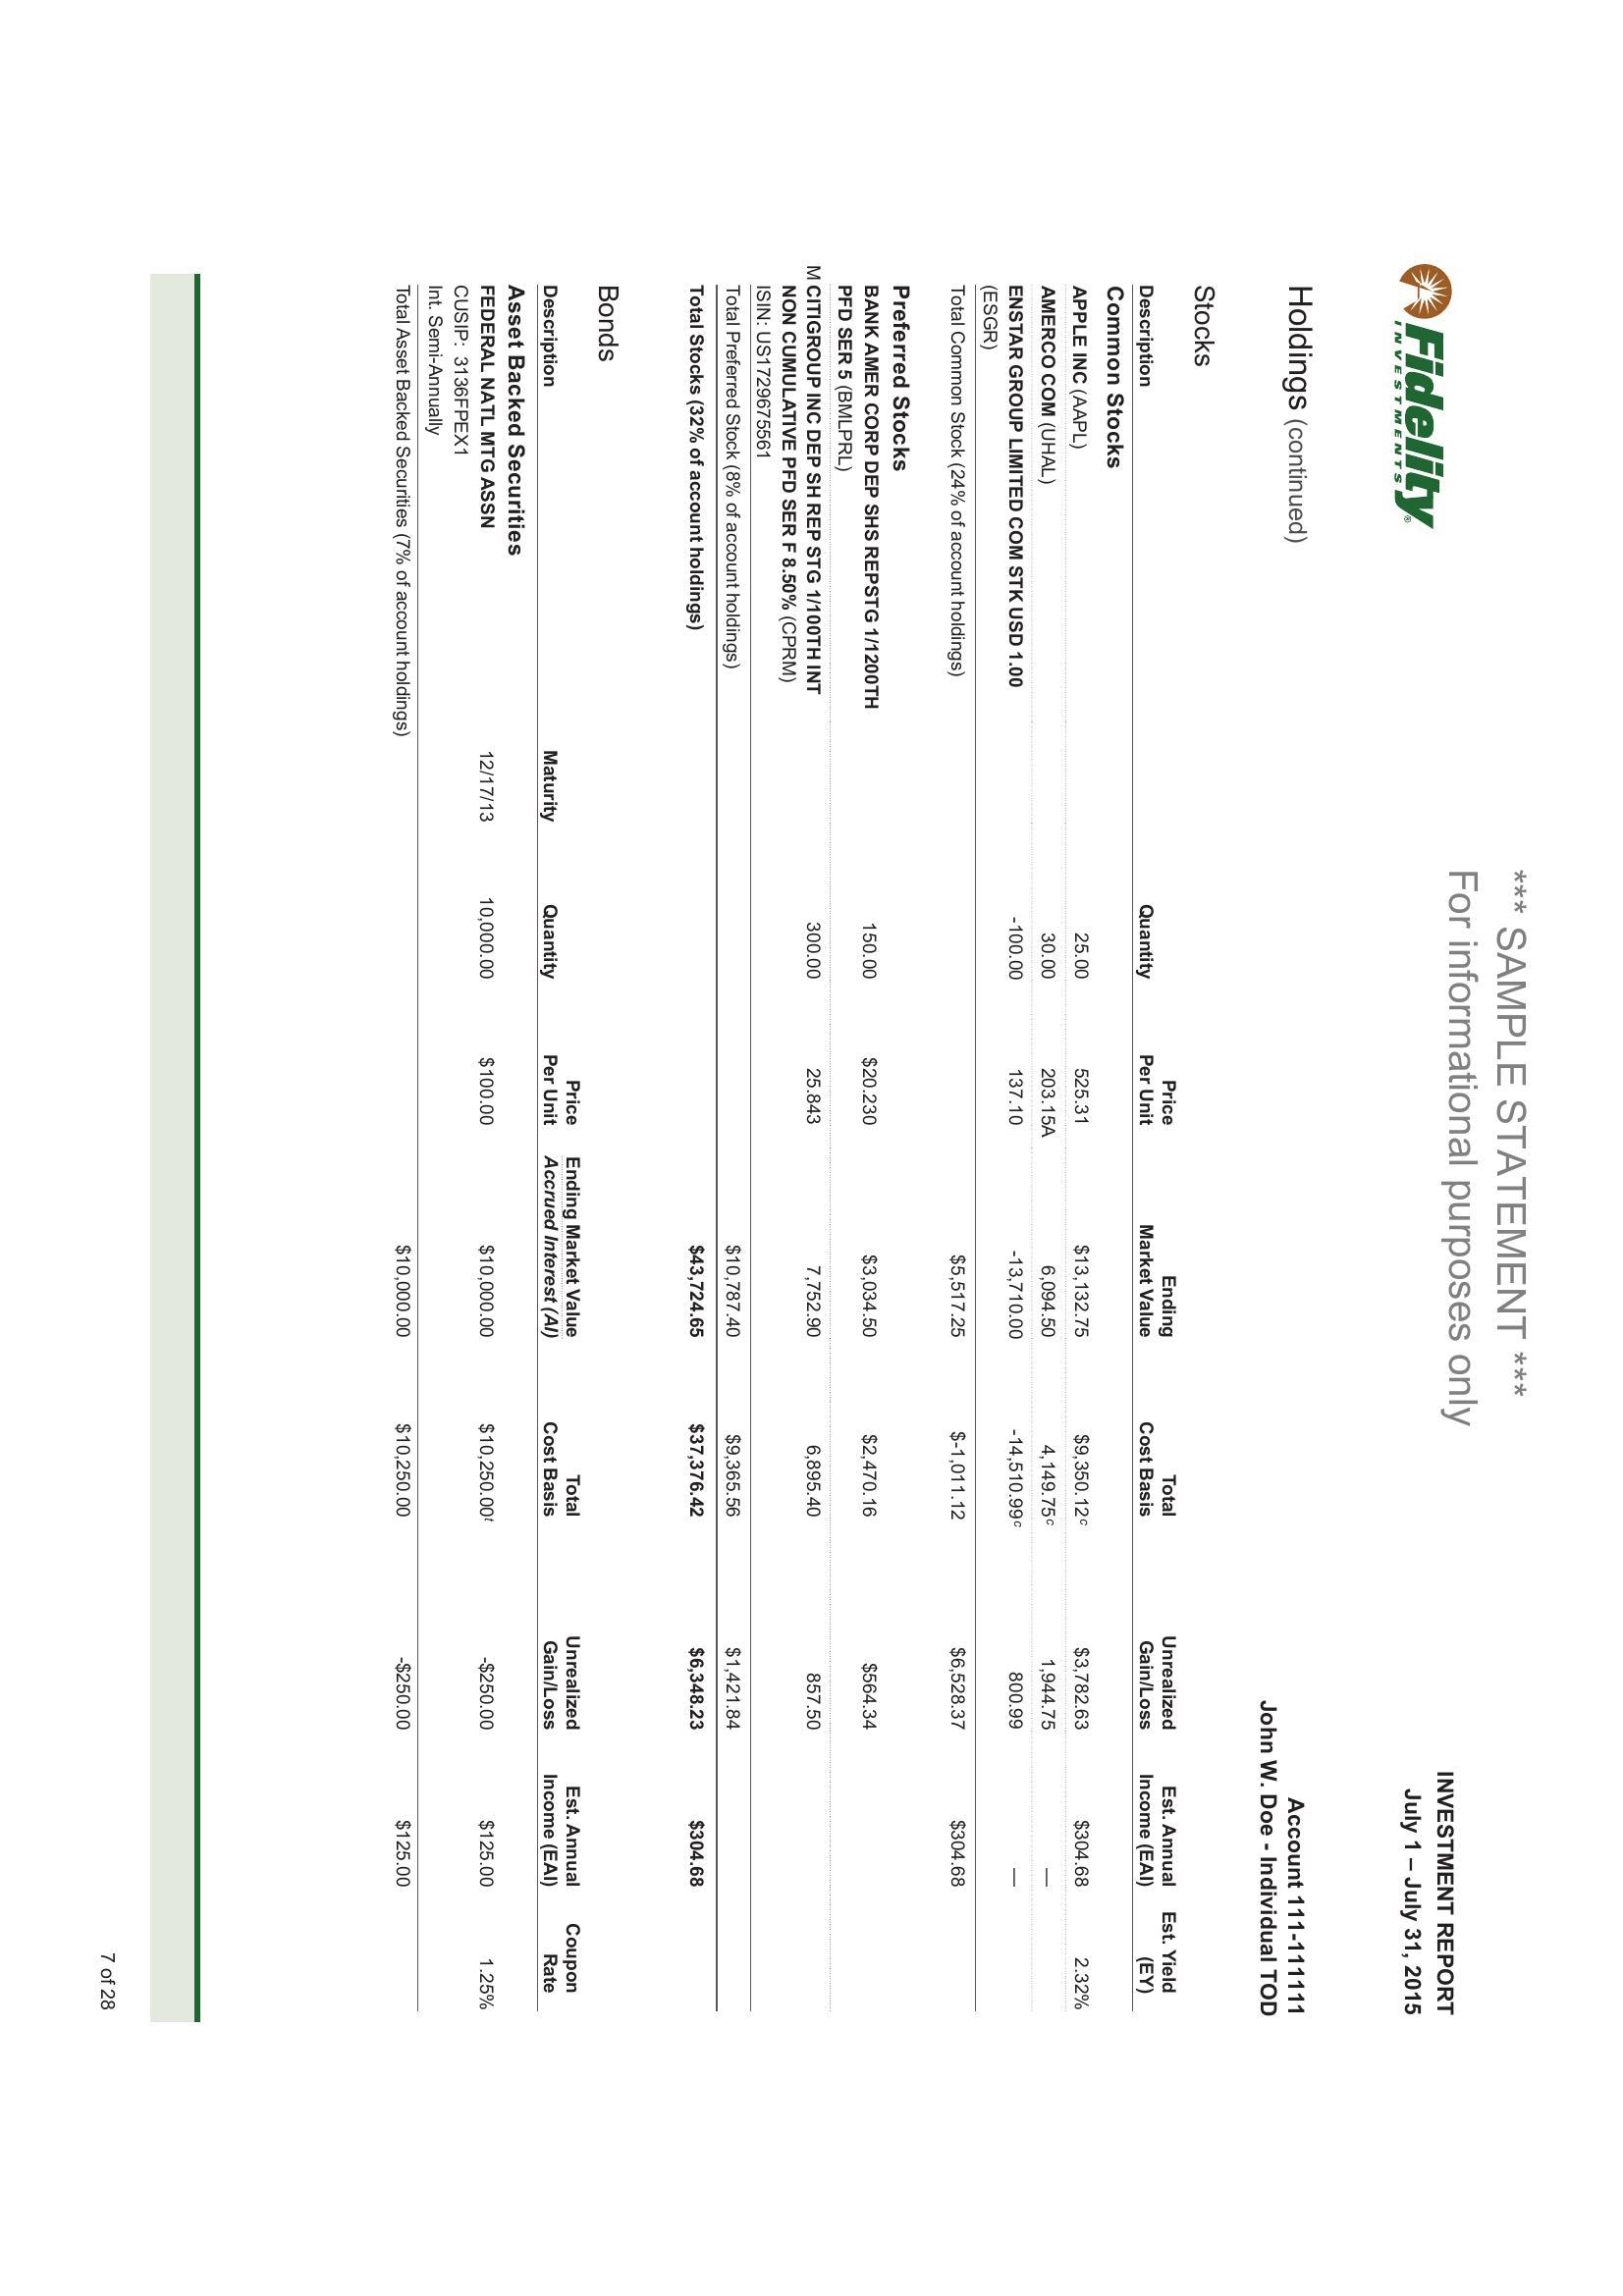 *** SAMPLE STATEMENT ***
For informational purposes only
Fidelity®
INVESTMENTS
INVESTMENT REPORT
July 1 – July 31, 2015
Holdings (continued)
Account 111-111111
John W. Doe - Individual TOD
Stocks
Description Quantity Price Per Unit Ending Market Value Total Cost Basis Unrealized Gain/Loss Est. Annual Income (EAI) Est. Yield (EY)
Common Stocks
APPLE INC (AAPL) 25.00 525.31 $13,132.75 $9,350.12c $3,782.63 $304.68 2.32%
AMERCO COM (UHAL) 30.00 203.15A 6,094.50 4,149.75c 1,944.75 —
ENSTAR GROUP LIMITED COM STK USD 1.00 -100.00 137.10 -13,710.00 -14,510.99c 800.99 —
(ESGR)
Total Common Stock (24% of account holdings) $5,517.25 $-1,011.12 $6,528.37 $304.68
Preferred Stocks
BANK AMER CORP DEP SHS REPSTG 1/1200TH 150.00 $20.230 $3,034.50 $2,470.16 $564.34
PFD SER 5 (BMLPRL)
M CITIGROUP INC DEP SH REP STG 1/100TH INT 300.00 25.843 7,752.90 6,895.40 857.50
NON CUMULATIVE PFD SER F 8.50% (CPRM)
ISIN: US1729675561
Total Preferred Stock (8% of account holdings) $10,787.40 $9,365.56 $1,421.84
Total Stocks (32% of account holdings) $43,724.65 $37,376.42 $6,348.23 $304.68
Bonds
Description Maturity Quantity Price Per Unit Ending Market Value Accrued Interest (AI) Total Cost Basis Unrealized Gain/Loss Est. Annual Income (EAI) Coupon Rate
Asset Backed Securities
FEDERAL NATL MTG ASSN 12/17/13 10,000.00 $100.00 $10,000.00 $10,250.00t -$250.00 $125.00 1.25%
CUSIP: 3136FPEX1
Int. Semi-Annually
Total Asset Backed Securities (7% of account holdings) $10,000.00 $10,250.00 -$250.00 $125.00
7 of 28